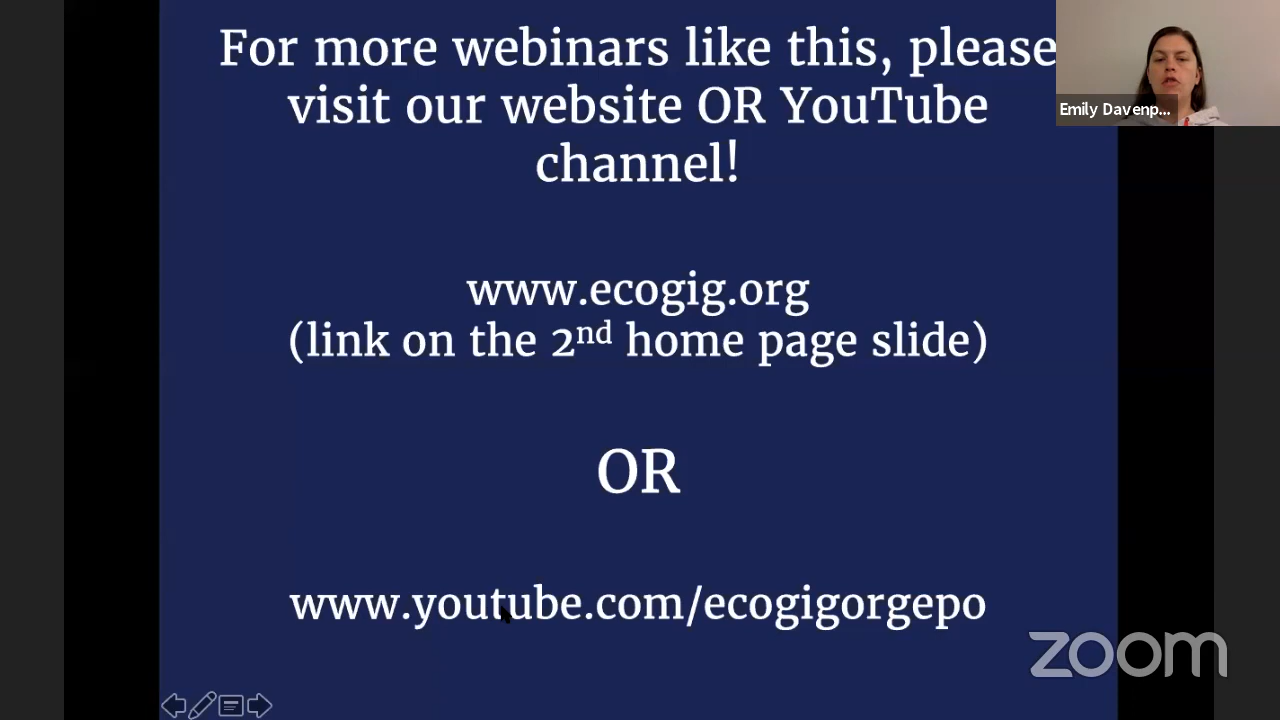 For more webinars like this, please
visit our website OR YouTube
channel!
Emily Davenp...
www.ecogig.org
(link on the 2nd home page slide)
OR
www.youtube.com/ecogigorgepo
zoom